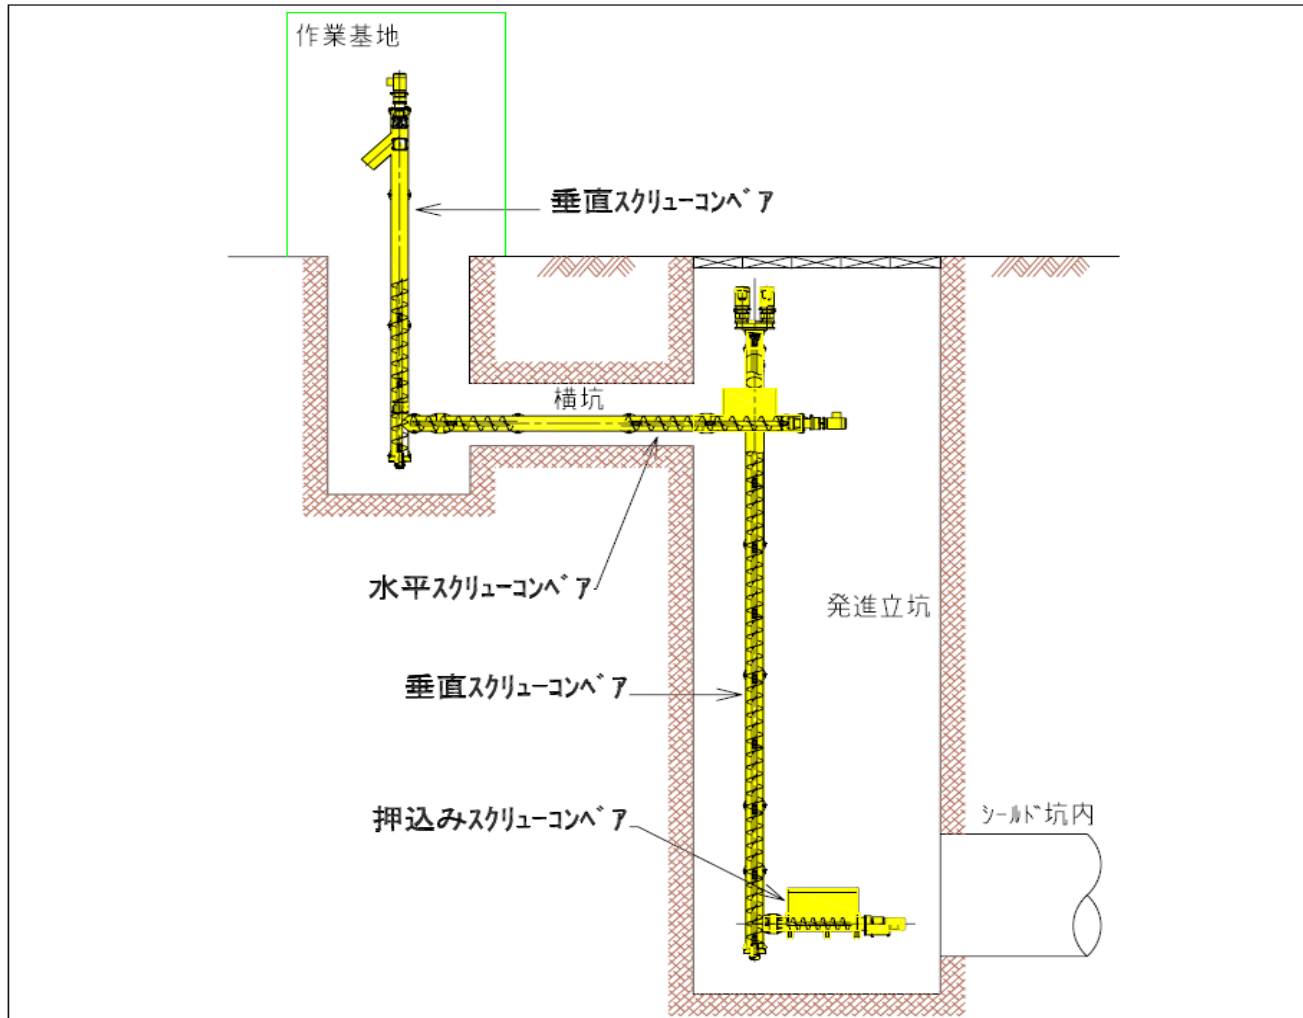 作業基地
垂直ｽｸﾘｭｰｺﾝﾍﾞｱ
横坑
水平ｽｸﾘｭｰｺﾝﾍﾞｱ
発進立坑
垂直ｽｸﾘｭｰｺﾝﾍﾞｱ
押込みｽｸﾘｭｰｺﾝﾍﾞｱ
ｼｰﾙﾄﾞ坑内